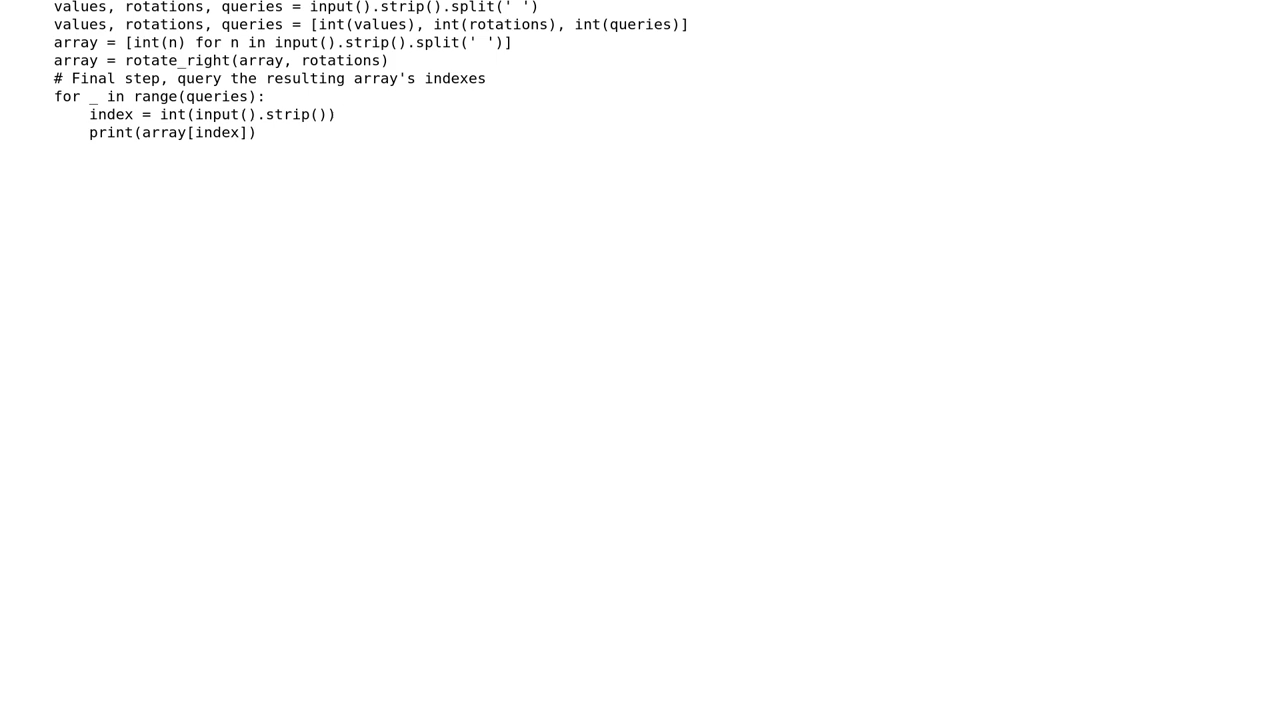 values, rotations, queries = input().strip().split(' ')
values, rotations, queries = [int(values), int(rotations), int(queries)]
array = [int(n) for n in input().strip().split(' ')]
array = rotate_right(array, rotations)
# Final step, query the resulting array's indexes
for _ in range(queries):
    index = int(input().strip())
    print(array[index])